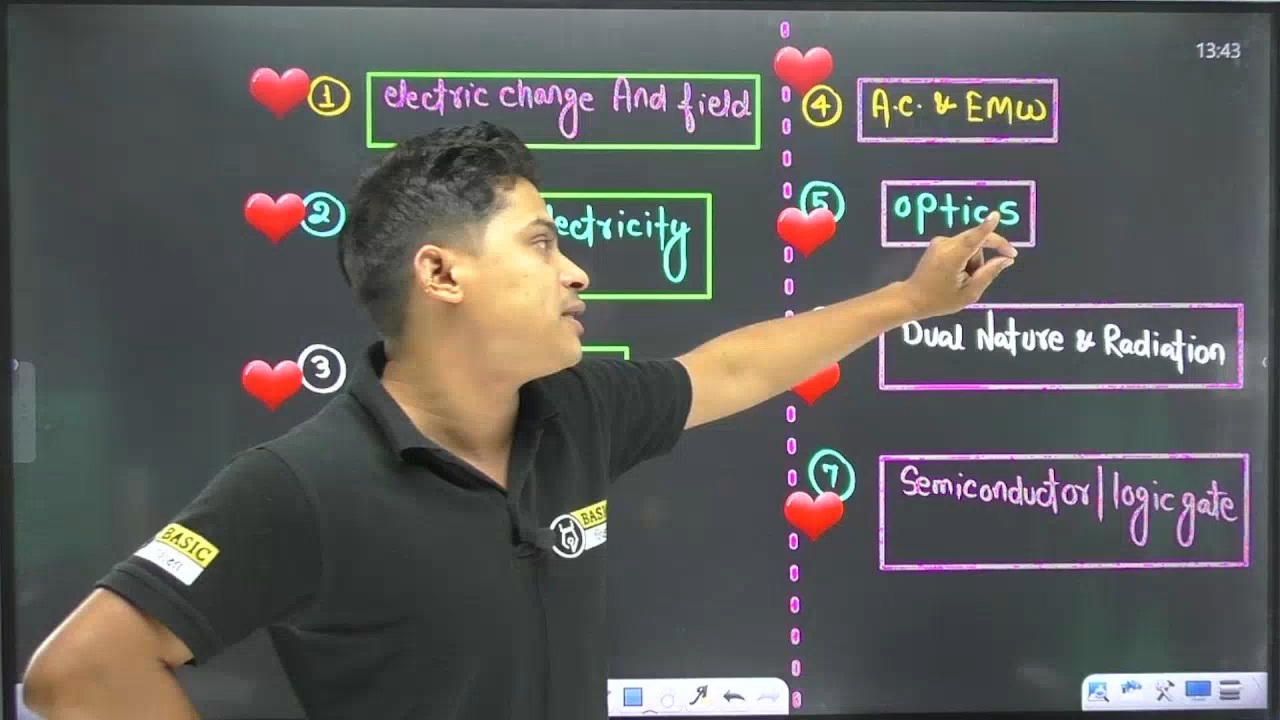 13:43
1 electric change And field
2 ectricity
3
4 A.C. & EMW
5 optics
Dual Nature & Radiation
7 Semiconductor/logic gate
BASIC
BASI